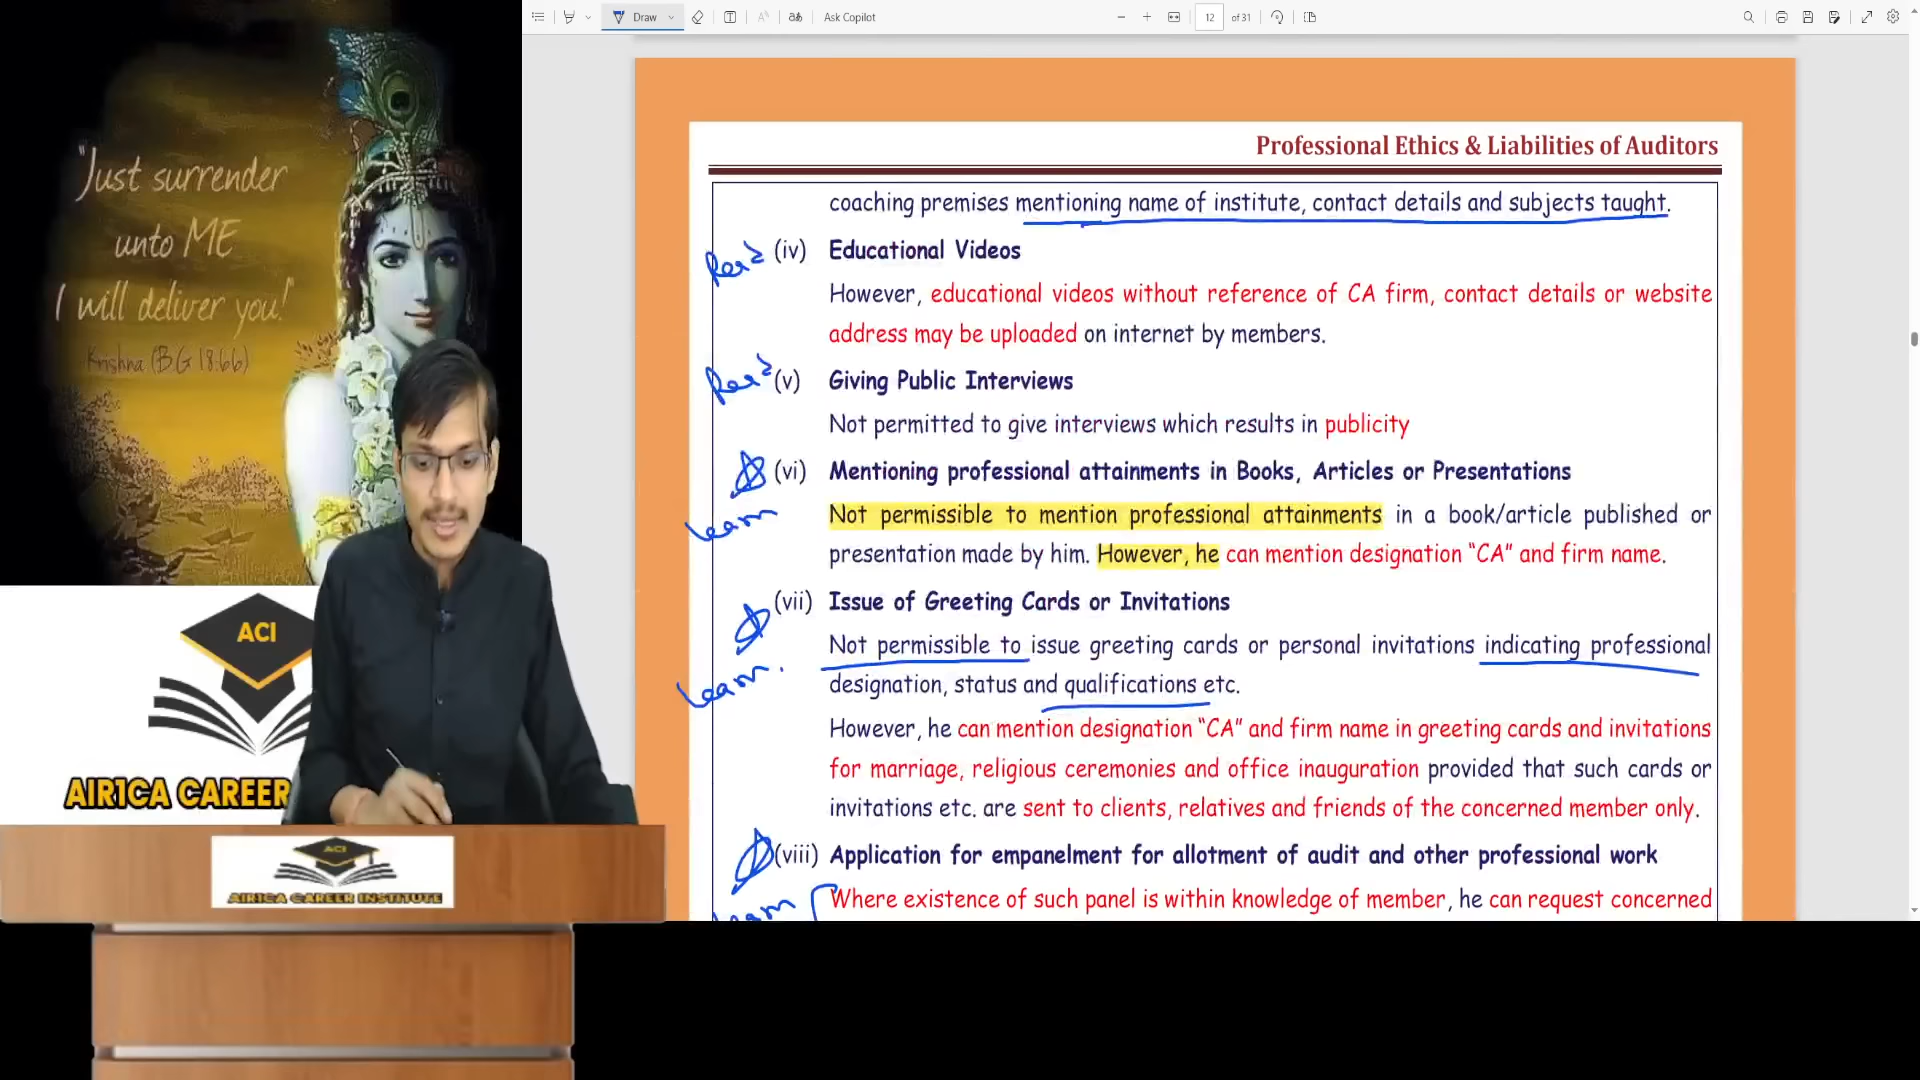 Draw
Ask Copilot
12 of 31
"Just surrender
unto ME
I will deliver you!"
Krishna (BG 18:66)
ACI
AIR1CA CAREER
ACI
AIR1CA CAREER INSTITUTE
Professional Ethics & Liabilities of Auditors
coaching premises mentioning name of institute, contact details and subjects taught.
(iv) Educational Videos
However, educational videos without reference of CA firm, contact details or website
address may be uploaded on internet by members.
(v) Giving Public Interviews
Not permitted to give interviews which results in publicity
(vi) Mentioning professional attainments in Books, Articles or Presentations
Learn
Not permissible to mention professional attainments in a book/article published or
presentation made by him. However, he can mention designation "CA" and firm name.
(vii) Issue of Greeting Cards or Invitations
Not permissible to issue greeting cards or personal invitations indicating professional
Learn.
designation, status and qualifications etc.
However, he can mention designation "CA" and firm name in greeting cards and invitations
for marriage, religious ceremonies and office inauguration provided that such cards or
invitations etc. are sent to clients, relatives and friends of the concerned member only.
(viii) Application for empanelment for allotment of audit and other professional work
Learn
Where existence of such panel is within knowledge of member, he can request concerned